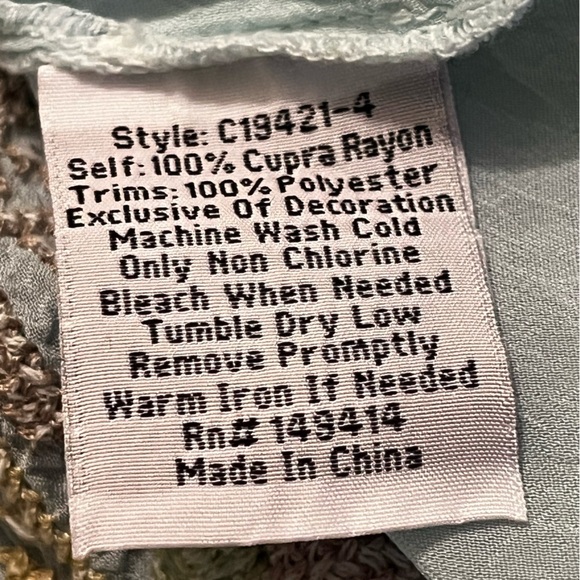 Style: C19421-4
Self: 100% Cupra Rayon
Trims: 100% Polyester
Exclusive Of Decoration
Machine Wash Cold
Only Non Chlorine
Bleach When Needed
Tumble Dry Low
Remove Promptly
Warm Iron If Needed
Rn# 149414
Made In China